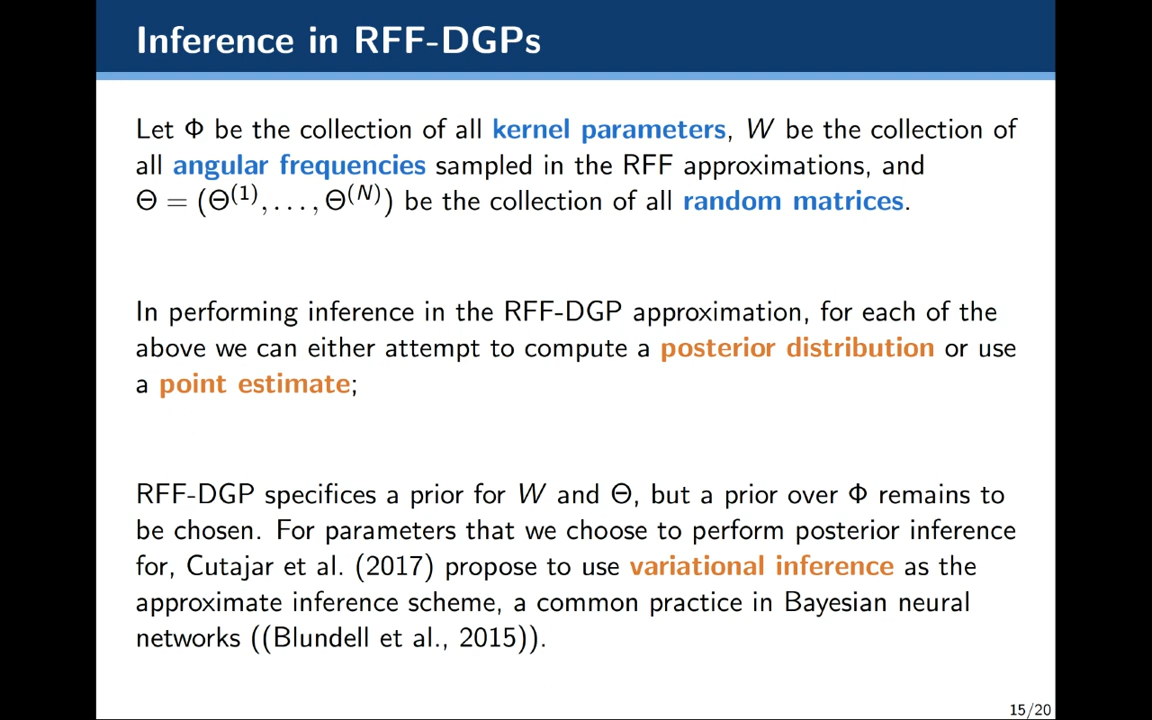 Inference in RFF-DGPs
Let Φ be the collection of all kernel parameters, W be the collection of
all angular frequencies sampled in the RFF approximations, and
Θ = (Θ⁽¹⁾, . . . , Θ⁽ᴺ⁾) be the collection of all random matrices.
In performing inference in the RFF-DGP approximation, for each of the
above we can either attempt to compute a posterior distribution or use
a point estimate;
RFF-DGP specifices a prior for W and Θ, but a prior over Φ remains to
be chosen. For parameters that we choose to perform posterior inference
for, Cutajar et al. (2017) propose to use variational inference as the
approximate inference scheme, a common practice in Bayesian neural
networks ((Blundell et al., 2015)).
15/20